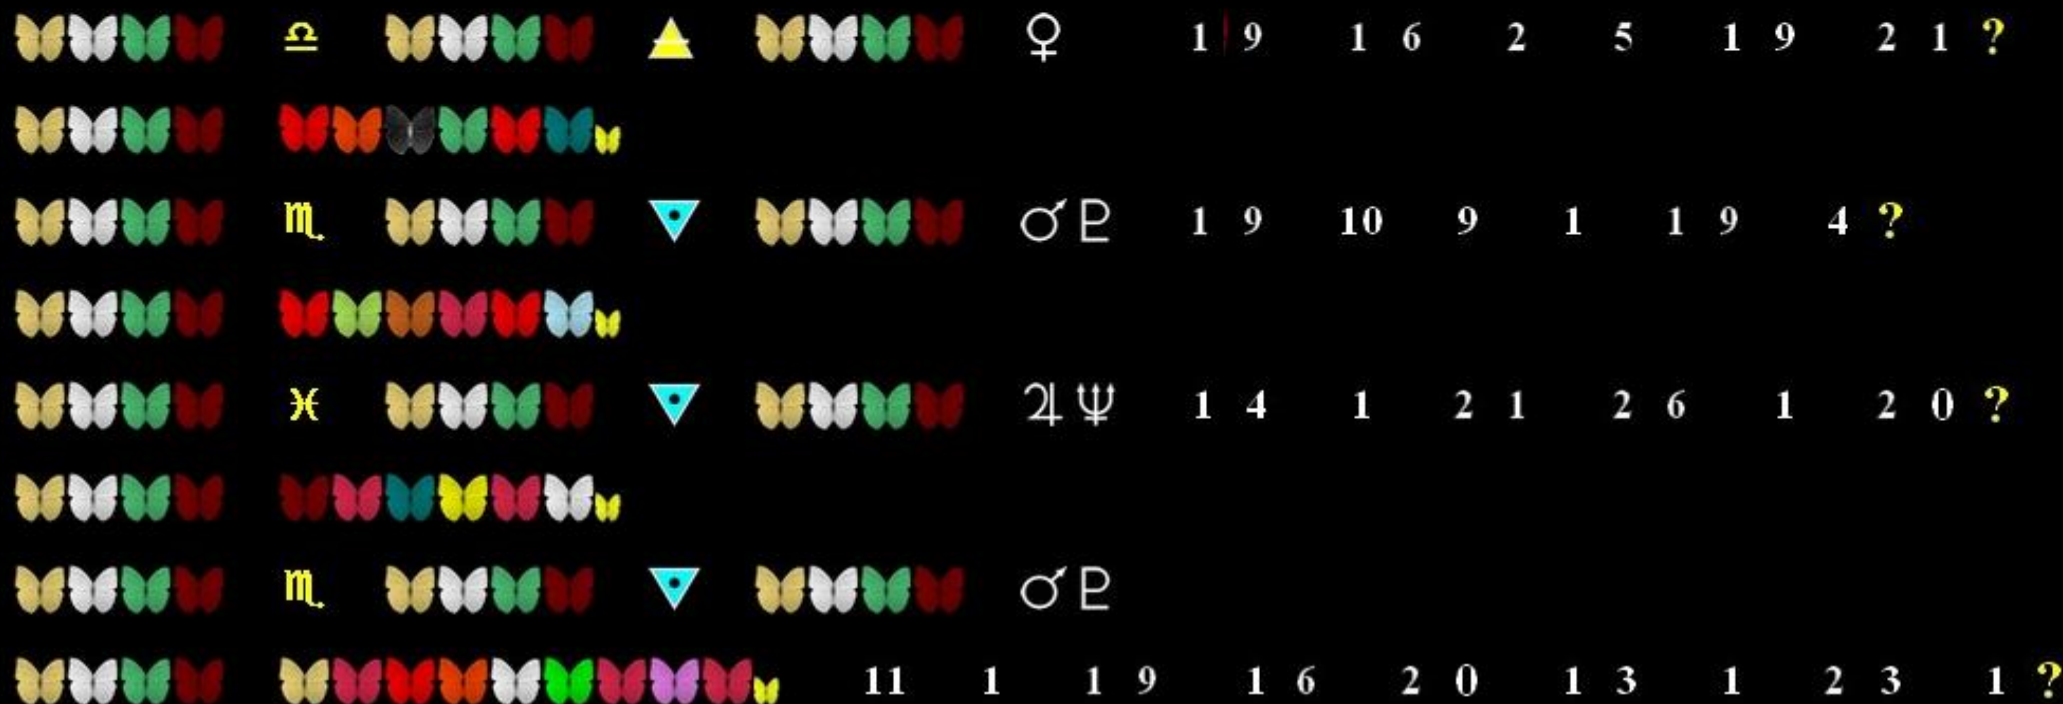 ♎ ♀ 1 9 1 6 2 5 1 9 2 1 ?
♏ ♂ ♇ 1 9 10 9 1 1 9 4 ?
♓ ♃ ♆ 1 4 1 2 1 2 6 1 2 0 ?
♏ ♂ ♇
11 1 1 9 1 6 2 0 1 3 1 2 3 1 ?